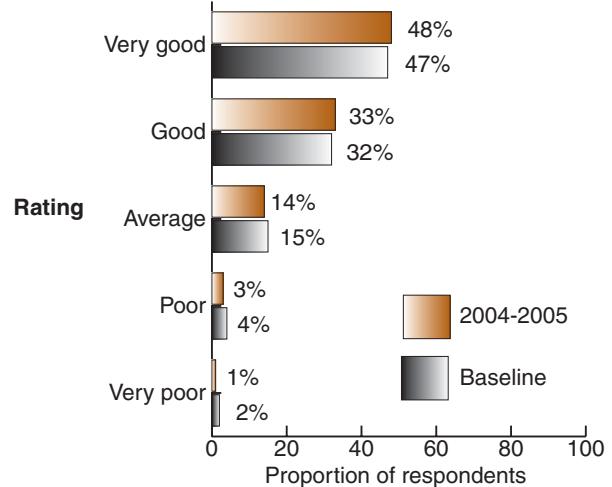 Very good
48%
47%
Good
33%
32%
Rating
Average
14%
15%
Poor
3%
4%
2004-2005
Baseline
Very poor
1%
2%
0 20 40 60 80 100
Proportion of respondents